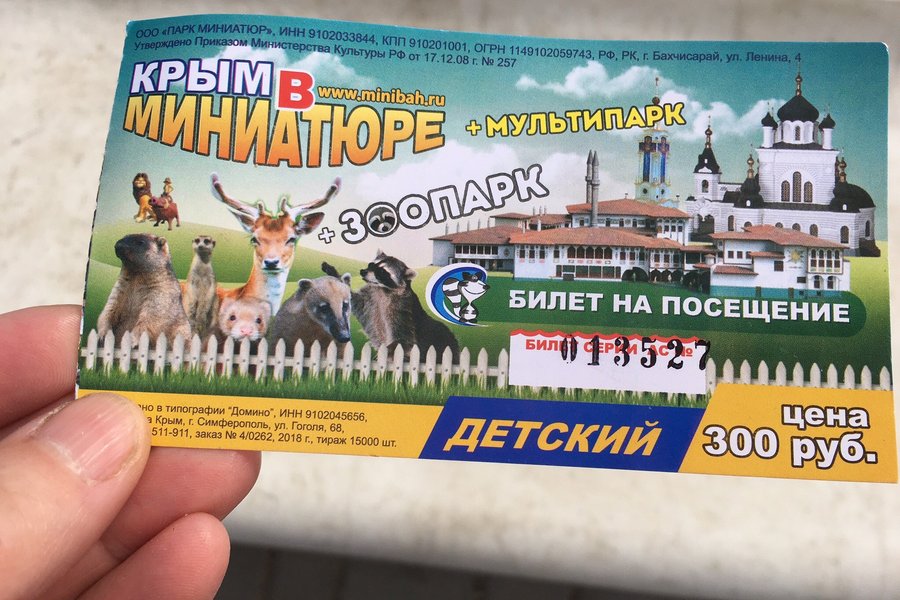 ООО «ПАРК МИНИАТЮР», ИНН 9102033844, КПП 910201001, ОГРН 1149102059743, РФ, РК, г. Бахчисарай, ул. Ленина, 4
Утверждено Приказом Министерства Культуры РФ от 17.12.08 г. № 257
КРЫМ В
www.minibah.ru
МИНИАТЮРЕ
+ МУЛЬТИПАРК
+ ЗООПАРК
БИЛЕТ НА ПОСЕЩЕНИЕ
013527
в типографии "Домино", ИНН 9102045656,
Крым, г. Симферополь, ул. Гоголя, 68,
511-911, заказ № 4/0262, 2018 г., тираж 15000 шт.
ДЕТСКИЙ
цена
300 руб.